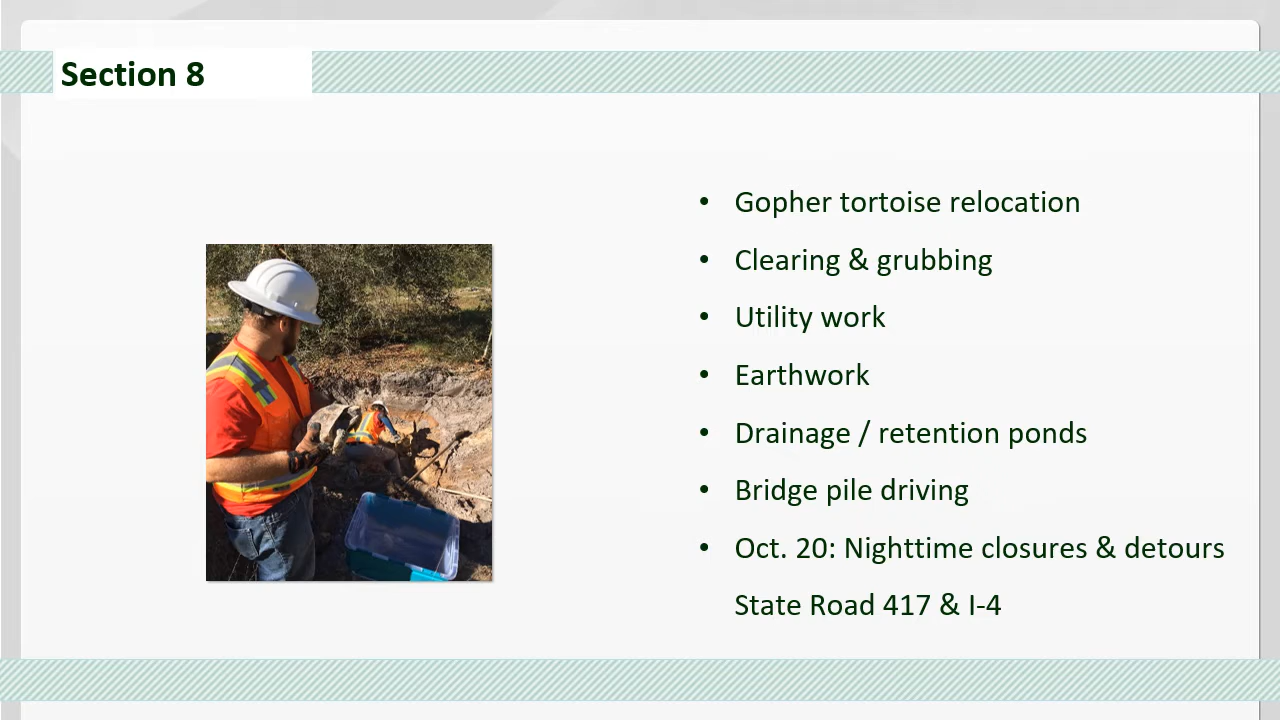 Section 8
• Gopher tortoise relocation
• Clearing & grubbing
• Utility work
• Earthwork
• Drainage / retention ponds
• Bridge pile driving
• Oct. 20: Nighttime closures & detours
State Road 417 & I-4